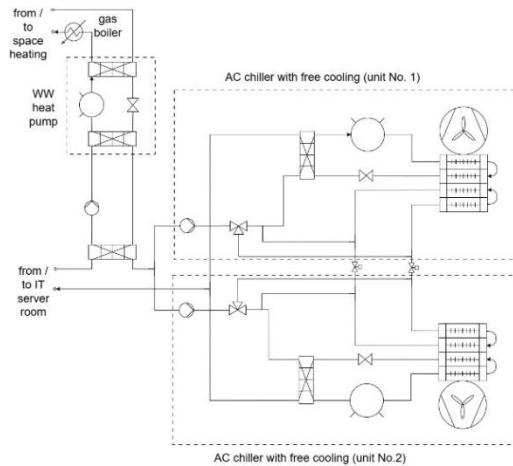 from /
to
space
heating
gas
boiler
WW
heat
pump
AC chiller with free cooling (unit No. 1)
from /
to IT
server
room
AC chiller with free cooling (unit No.2)